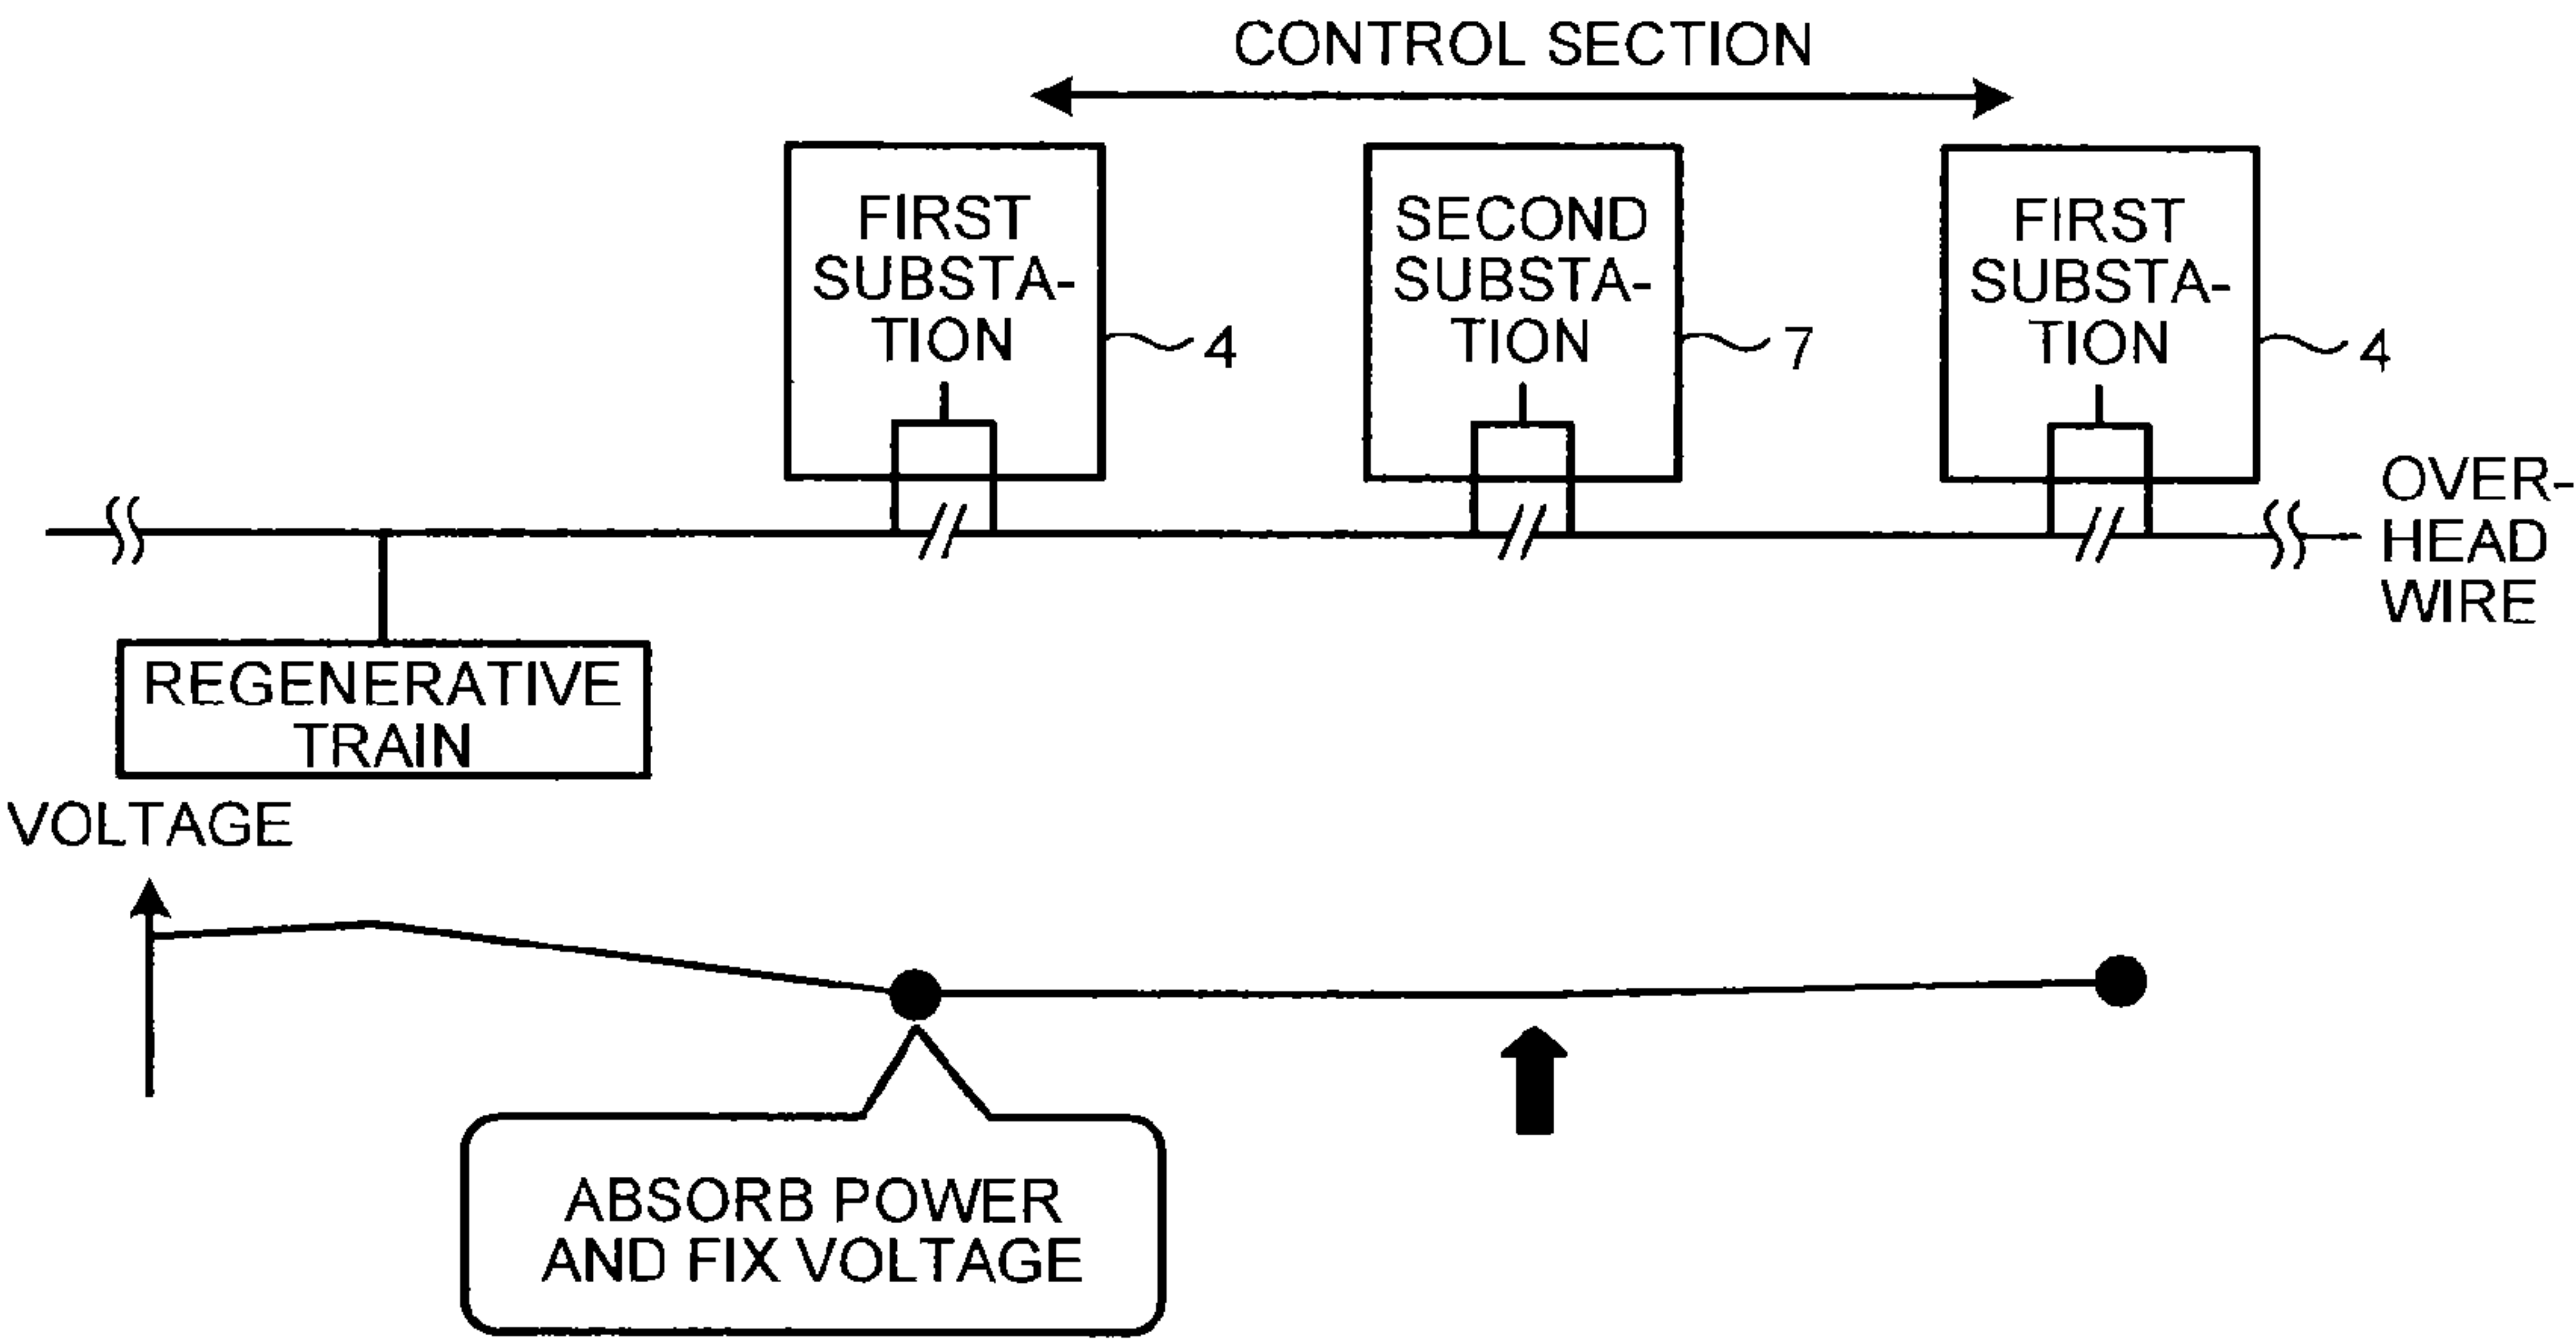 CONTROL SECTION
FIRST
SUBSTA-
TION
4
SECOND
SUBSTA-
TION
7
FIRST
SUBSTA-
TION
4
OVER-
HEAD
WIRE
REGENERATIVE
TRAIN
VOLTAGE
ABSORB POWER
AND FIX VOLTAGE